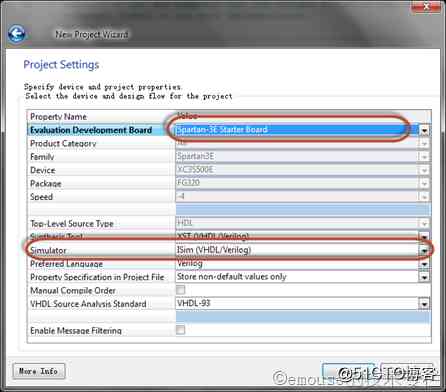 New Project Wizard
Project Settings
Specify device and project properties.
Select the device and design flow for the project
Property Name Value
Evaluation Development Board Spartan-3E Starter Board
Product Category All
Family Spartan3E
Device XC3S500E
Package FG320
Speed -4
Top-Level Source Type HDL
Synthesis Tool XST (VHDL/Verilog)
Simulator ISim (VHDL/Verilog)
Preferred Language Verilog
Property Specification in Project File Store non-default values only
Manual Compile Order
VHDL Source Analysis Standard VHDL-93
Enable Message Filtering
More Info
@51CTO博客